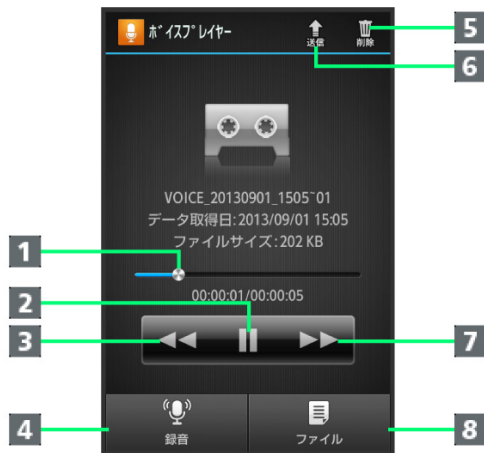 ボイスプレイヤー
送信
削除
5
6
VOICE_20130901_1505~01
データ取得日:2013/09/01 15:05
ファイルサイズ:202 KB
1
00:00:01/00:00:05
2
3
7
4
録音
ファイル
8